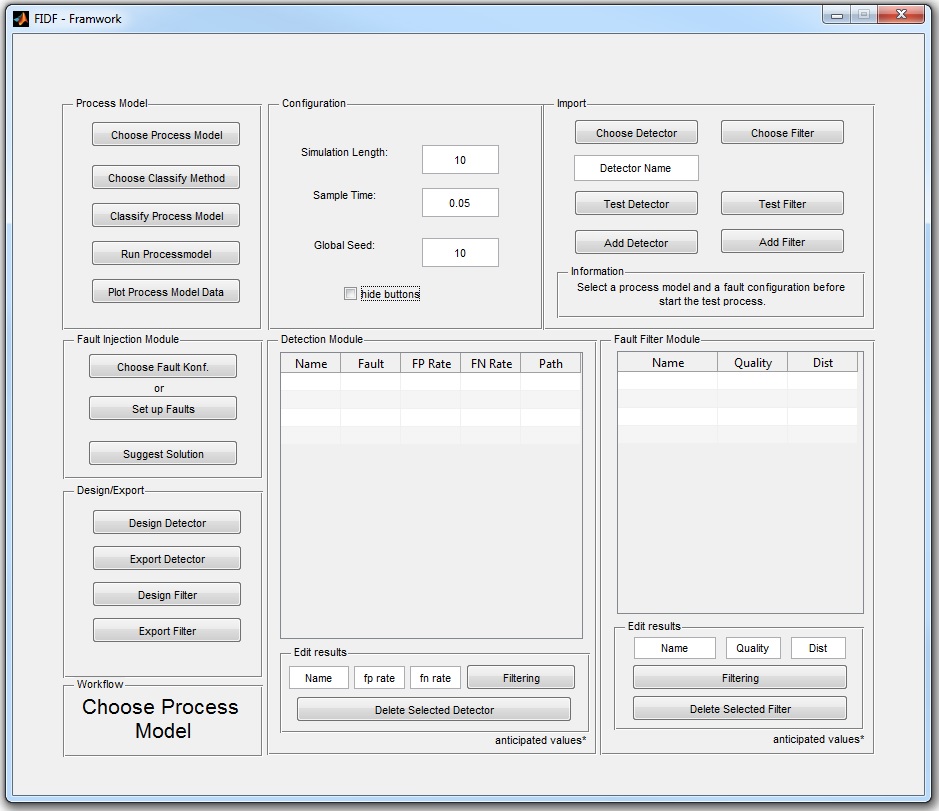 FIDF - Framwork
Process Model
Choose Process Model
Choose Classify Method
Classify Process Model
Run Processmodel
Plot Process Model Data
Configuration
Simulation Length:
10
Sample Time:
0.05
Global Seed:
10
hide buttons
Import
Choose Detector
Choose Filter
Detector Name
Test Detector
Test Filter
Add Detector
Add Filter
Information
Select a process model and a fault configuration before
start the test process.
Fault Injection Module
Choose Fault Konf.
or
Set up Faults
Suggest Solution
Design/Export
Design Detector
Export Detector
Design Filter
Export Filter
Workflow
Choose Process
Model
Detection Module
Name Fault FP Rate FN Rate Path
Edit results
Name fp rate fn rate Filtering
Delete Selected Detector
anticipated values*
Fault Filter Module
Name Quality Dist
Edit results
Name Quality Dist
Filtering
Delete Selected Filter
anticipated values*